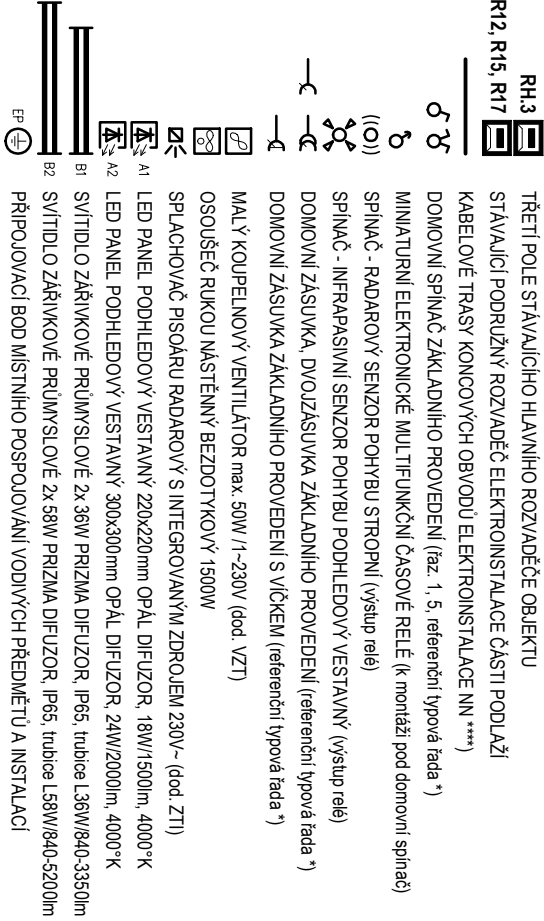 RH.3 TŘETÍ POLE STÁVAJÍCÍHO HLAVNÍHO ROZVADĚČE OBJEKTU
R12, R15, R17 STÁVAJÍCÍ PODRUŽNÝ ROZVADĚČ ELEKTROINSTALACE ČÁSTI PODLAŽÍ
KABELOVÉ TRASY KONCOVÝCH OBVODŮ ELEKTROINSTALACE NN ****)
DOMOVNÍ SPÍNAČ ZÁKLADNÍHO PROVEDENÍ (řaz. 1, 5, referenční typová řada *)
MINIATURNÍ ELEKTRONICKÉ MULTIFUNKČNÍ ČASOVÉ RELÉ (k montáži pod domovní spínač)
SPÍNAČ - RADAROVÝ SENZOR POHYBU STROPNÍ (výstup relé)
SPÍNAČ - INFRAPASIVNÍ SENZOR POHYBU PODHLEDOVÝ VESTAVNÝ (výstup relé)
DOMOVNÍ ZÁSUVKA, DVOJZÁSUVKA ZÁKLADNÍHO PROVEDENÍ (referenční typová řada *)
DOMOVNÍ ZÁSUVKA ZÁKLADNÍHO PROVEDENÍ S VÍČKEM (referenční typová řada *)
MALÝ KOUPELNOVÝ VENTILÁTOR max. 50W /1~230V (dod. VZT)
OSOUŠEČ RUKOU NÁSTĚNNÝ BEZDOTYKOVÝ 1500W
SPLACHOVAČ PISOÁRU RADAROVÝ S INTEGROVANÝM ZDROJEM 230V~ (dod. ZTI)
A1 LED PANEL PODHLEDOVÝ VESTAVNÝ 220x220mm OPÁL DIFUZOR, 18W/1500lm, 4000°K
A2 LED PANEL PODHLEDOVÝ VESTAVNÝ 300x300mm OPÁL DIFUZOR, 24W/2000lm, 4000°K
B1 SVÍTIDLO ZÁŘIVKOVÉ PRŮMYSLOVÉ 2x 36W PRIZMA DIFUZOR, IP65, trubice L36W/840-3350lm
B2 SVÍTIDLO ZÁŘIVKOVÉ PRŮMYSLOVÉ 2x 58W PRIZMA DIFUZOR, IP65, trubice L58W/840-5200lm
EP PŘIPOJOVACÍ BOD MÍSTNÍHO POSPOJOVÁNÍ VODIVÝCH PŘEDMĚTŮ A INSTALACÍ